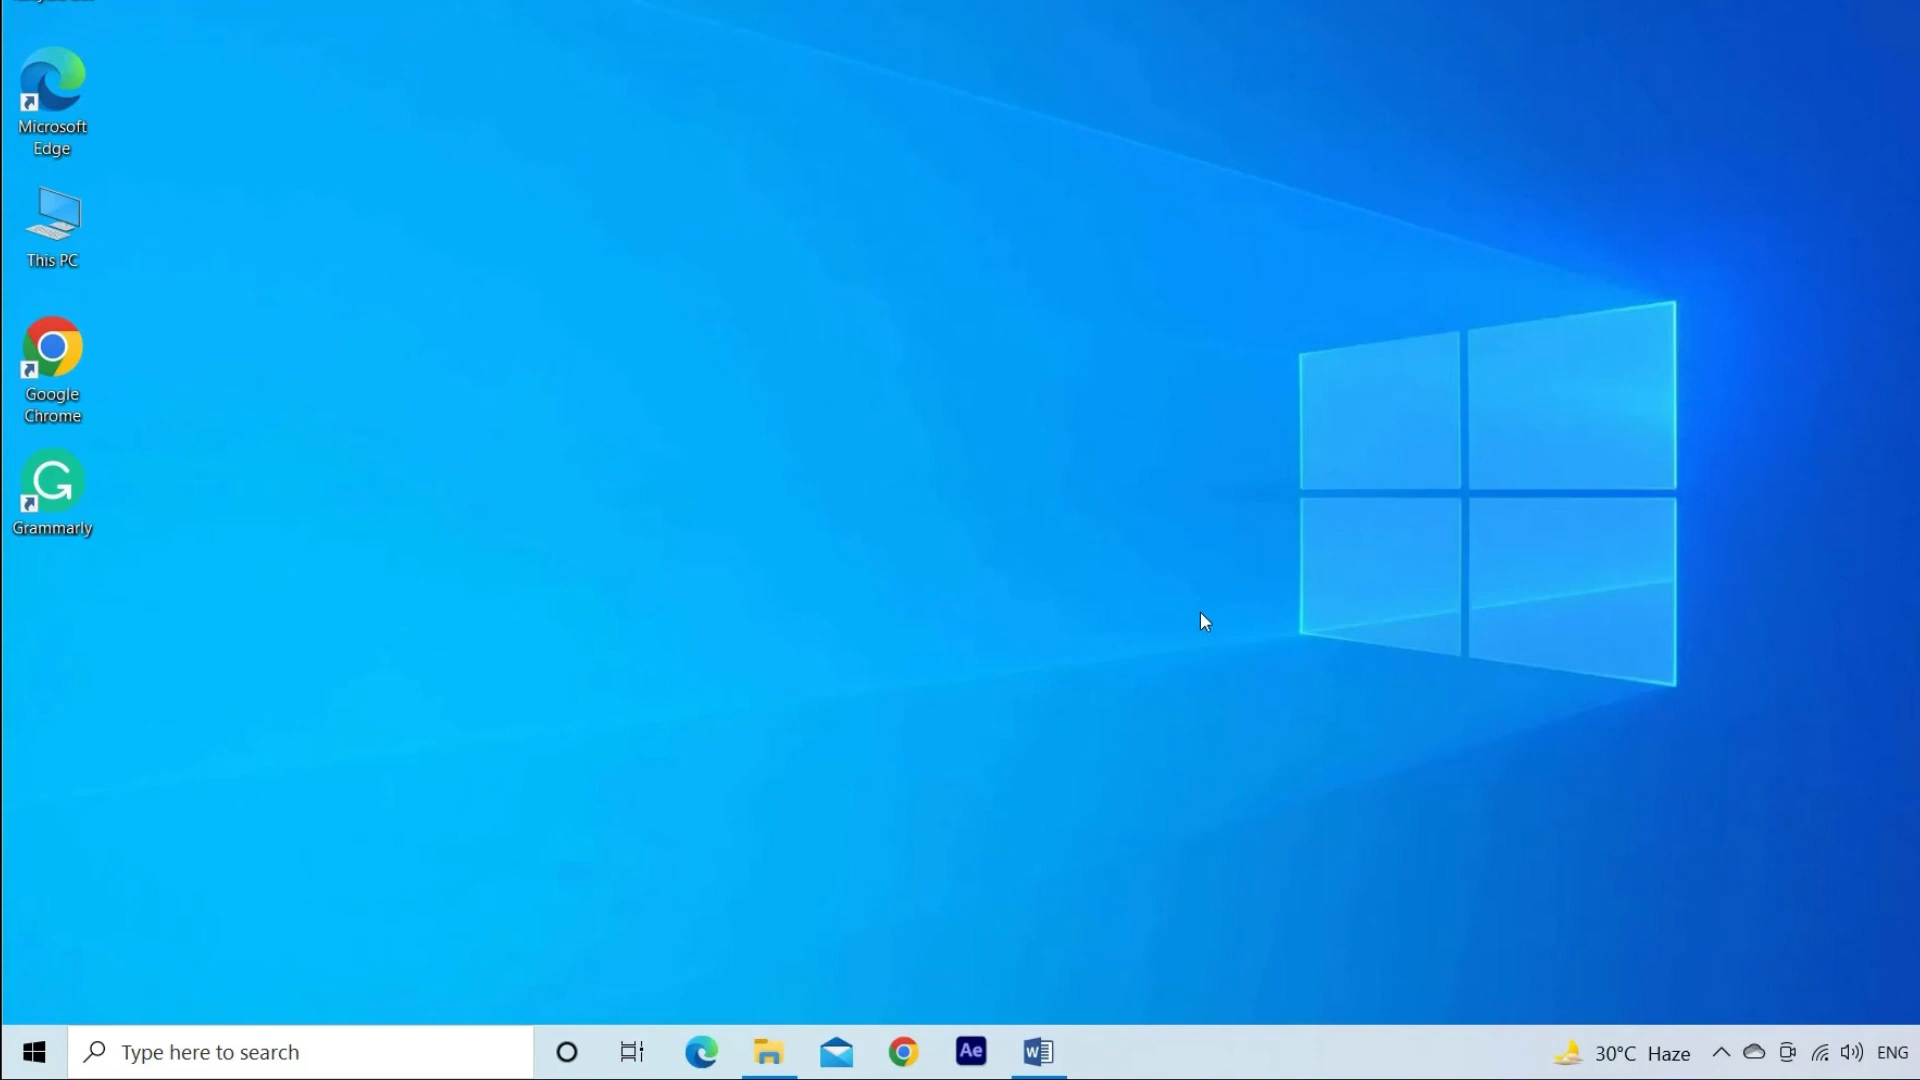 Microsoft
Edge
This PC
Google
Chrome
Grammarly
Type here to search
Ae
W
30°C Haze
ENG